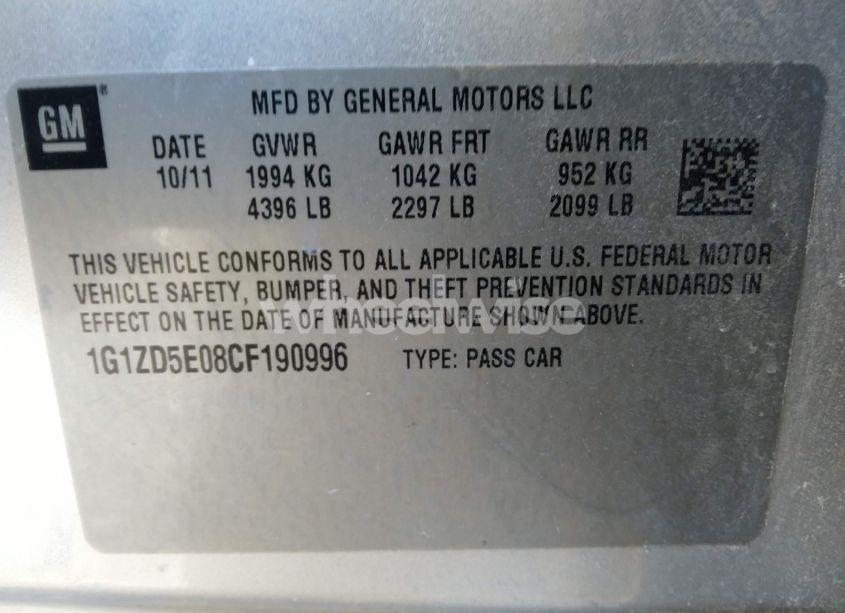 GM®
MFD BY GENERAL MOTORS LLC
DATE GVWR GAWR FRT GAWR RR
10/11 1994 KG 1042 KG 952 KG
4396 LB 2297 LB 2099 LB
THIS VEHICLE CONFORMS TO ALL APPLICABLE U.S. FEDERAL MOTOR
VEHICLE SAFETY, BUMPER, AND THEFT PREVENTION STANDARDS IN
EFFECT ON THE DATE OF MANUFACTURE SHOWN ABOVE.
wheelwise
1G1ZD5E08CF190996 TYPE: PASS CAR